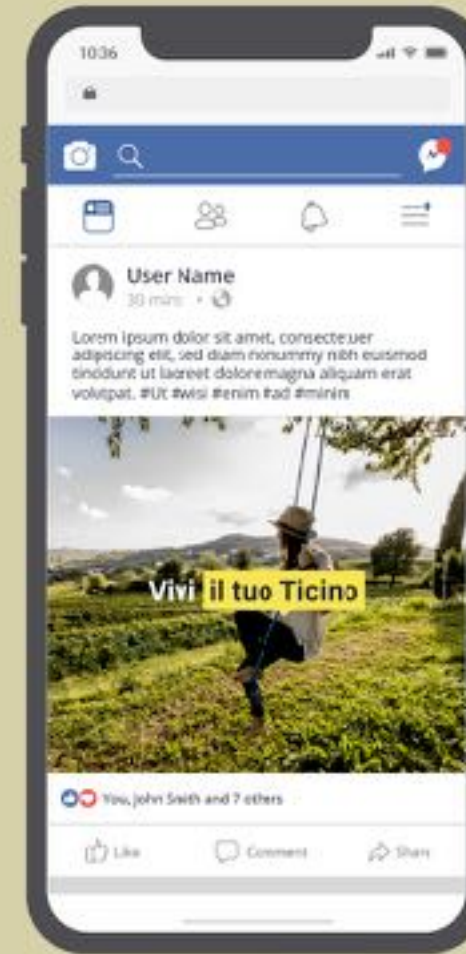 10:36
User Name
30 mins
Lorem ipsum dolor sit amet, consectetuer
adipiscing elit, sed diam nonummy nibh euismod
tincidunt ut laoreet doloremagna aliquam erat
volutpat. #Ut #wisi #enim #ad #minim
Vivi il tuo Ticino
You, John Smith and 7 others
Like Comment Share